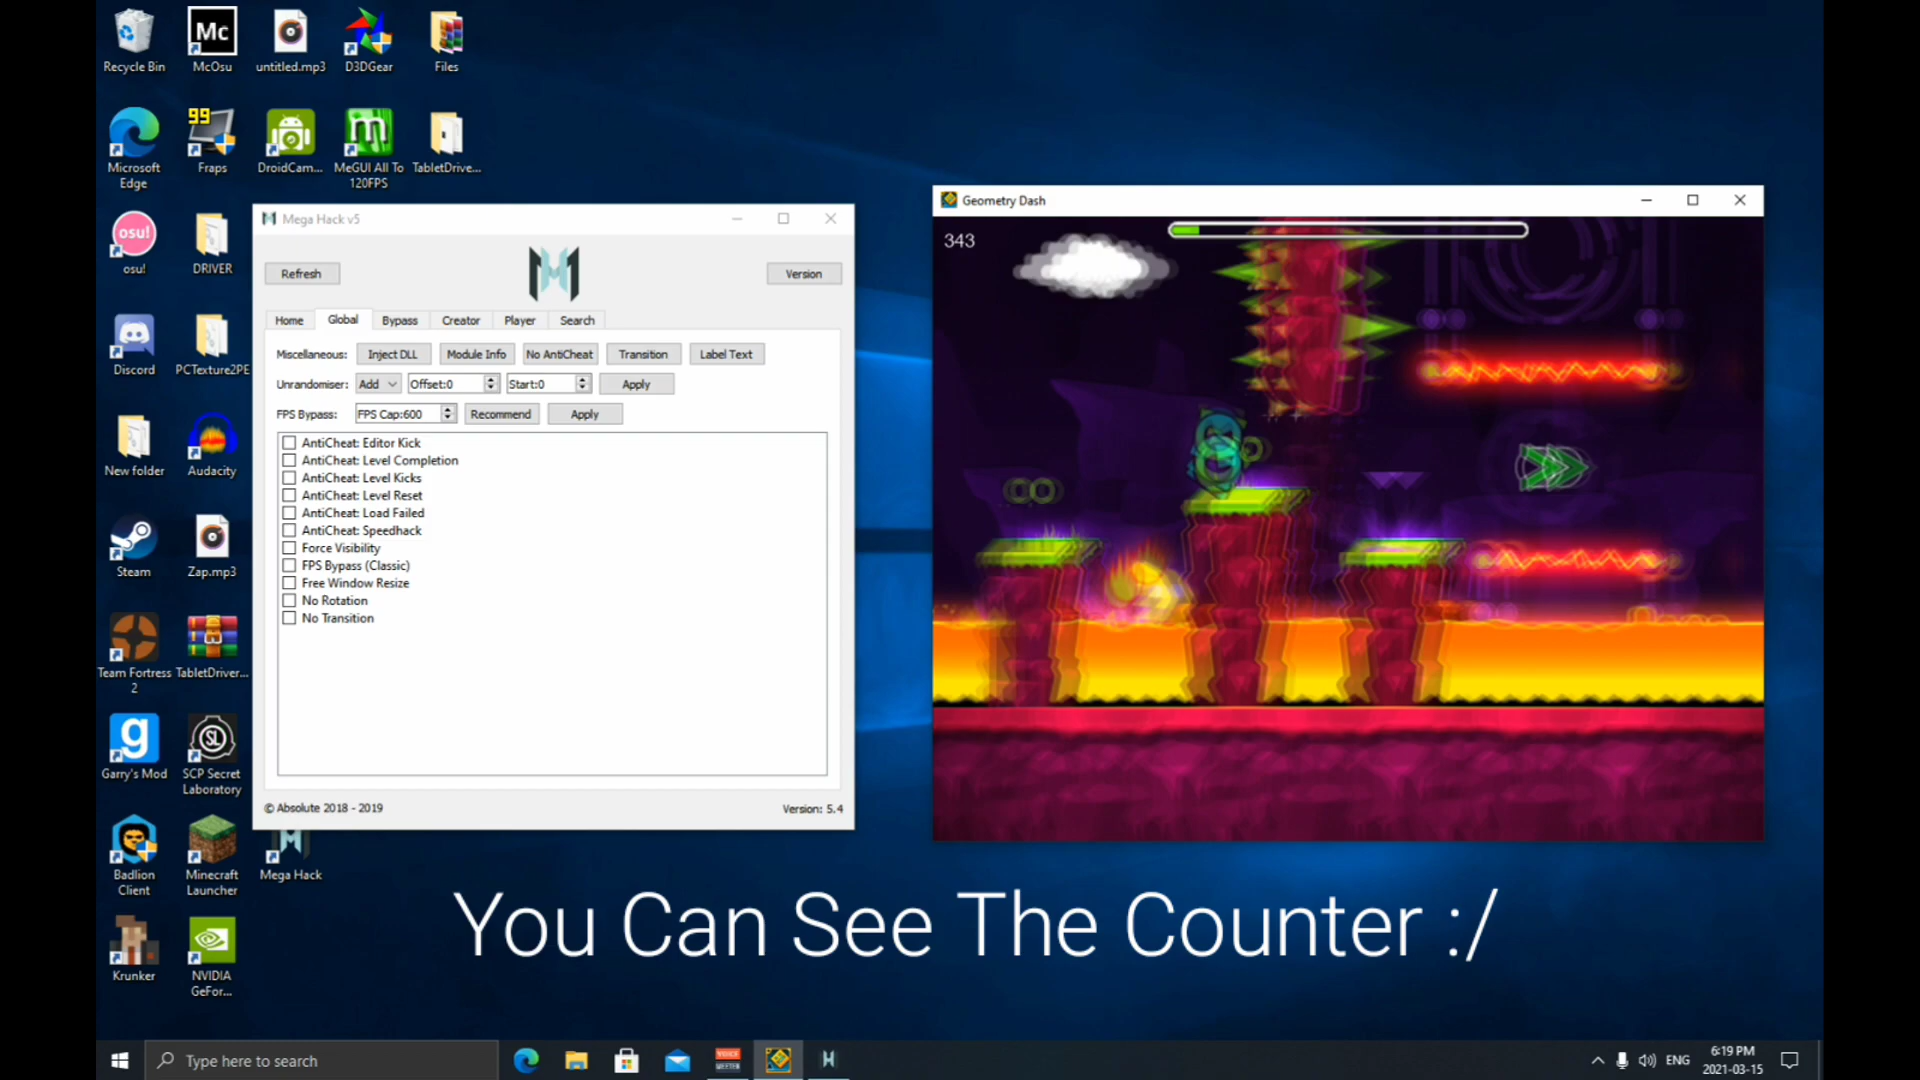 Recycle Bin
McOsu
untitled.mp3
D3DGear
Files
Mc
99
Microsoft
Edge
Fraps
DroidCam...
MeGUI All To
120FPS
TabletDrive...
osu!
osu!
DRIVER
Discord
PCTexture2PE
New folder
Audacity
Steam
Zap.mp3
Team Fortress
2
TabletDriver...
Garry's Mod
SL
SCP Secret
Laboratory
Badlion
Client
Minecraft
Launcher
Mega Hack
Krunker
NVIDIA
GeFor...
Mega Hack v5
Refresh
Version
Home
Global
Bypass
Creator
Player
Search
Miscellaneous:
Inject DLL
Module Info
No AntiCheat
Transition
Label Text
Unrandomiser:
Add
Offset:0
Start:0
Apply
FPS Bypass:
FPS Cap:600
Recommend
Apply
AntiCheat: Editor Kick
AntiCheat: Level Completion
AntiCheat: Level Kicks
AntiCheat: Level Reset
AntiCheat: Load Failed
AntiCheat: Speedhack
Force Visibility
FPS Bypass (Classic)
Free Window Resize
No Rotation
No Transition
© Absolute 2018 - 2019
Version: 5.4
Geometry Dash
343
You Can See The Counter :/
Type here to search
VOICE
MEETER
ENG
6:19 PM
2021-03-15